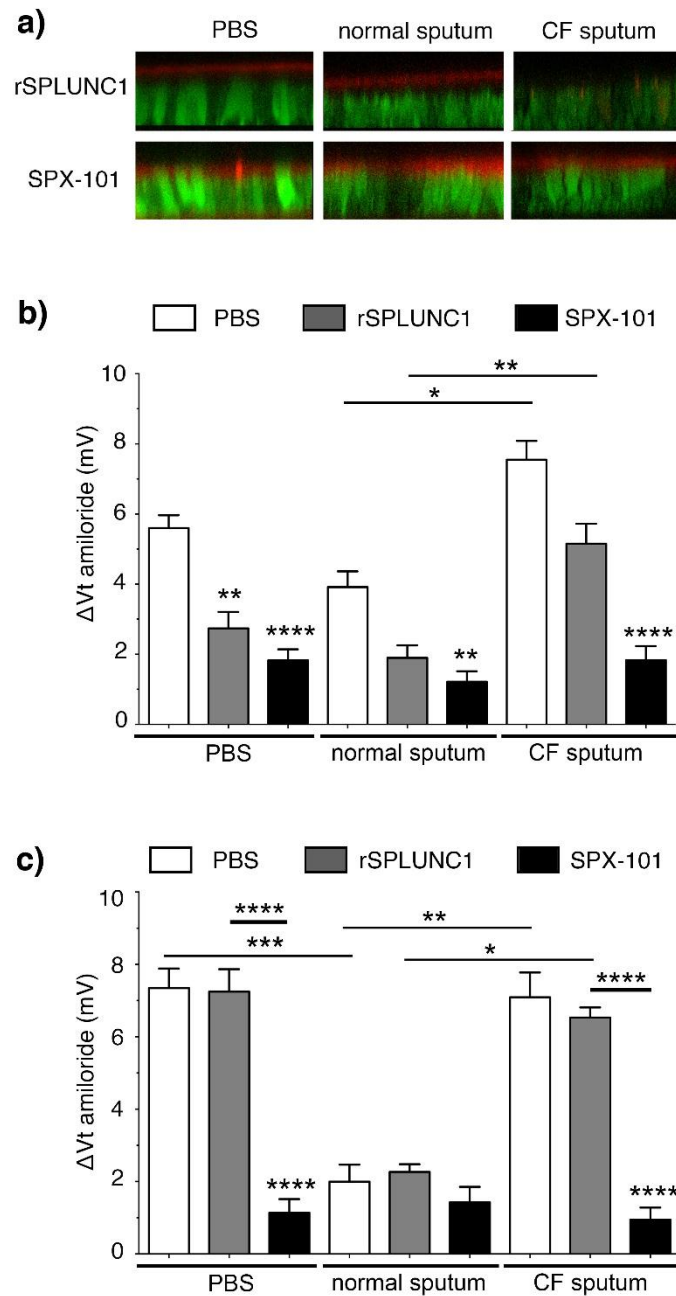 a)
PBS normal sputum CF sputum
rSPLUNC1
SPX-101
b)
PBS rSPLUNC1 SPX-101
**
*
10
8
6
4
2
0
ΔVt amiloride (mV)
** **** ** ****
PBS normal sputum CF sputum
c)
PBS rSPLUNC1 SPX-101
**** **
*** *
****
10
8
6
4
2
0
ΔVt amiloride (mV)
**** ****
PBS normal sputum CF sputum